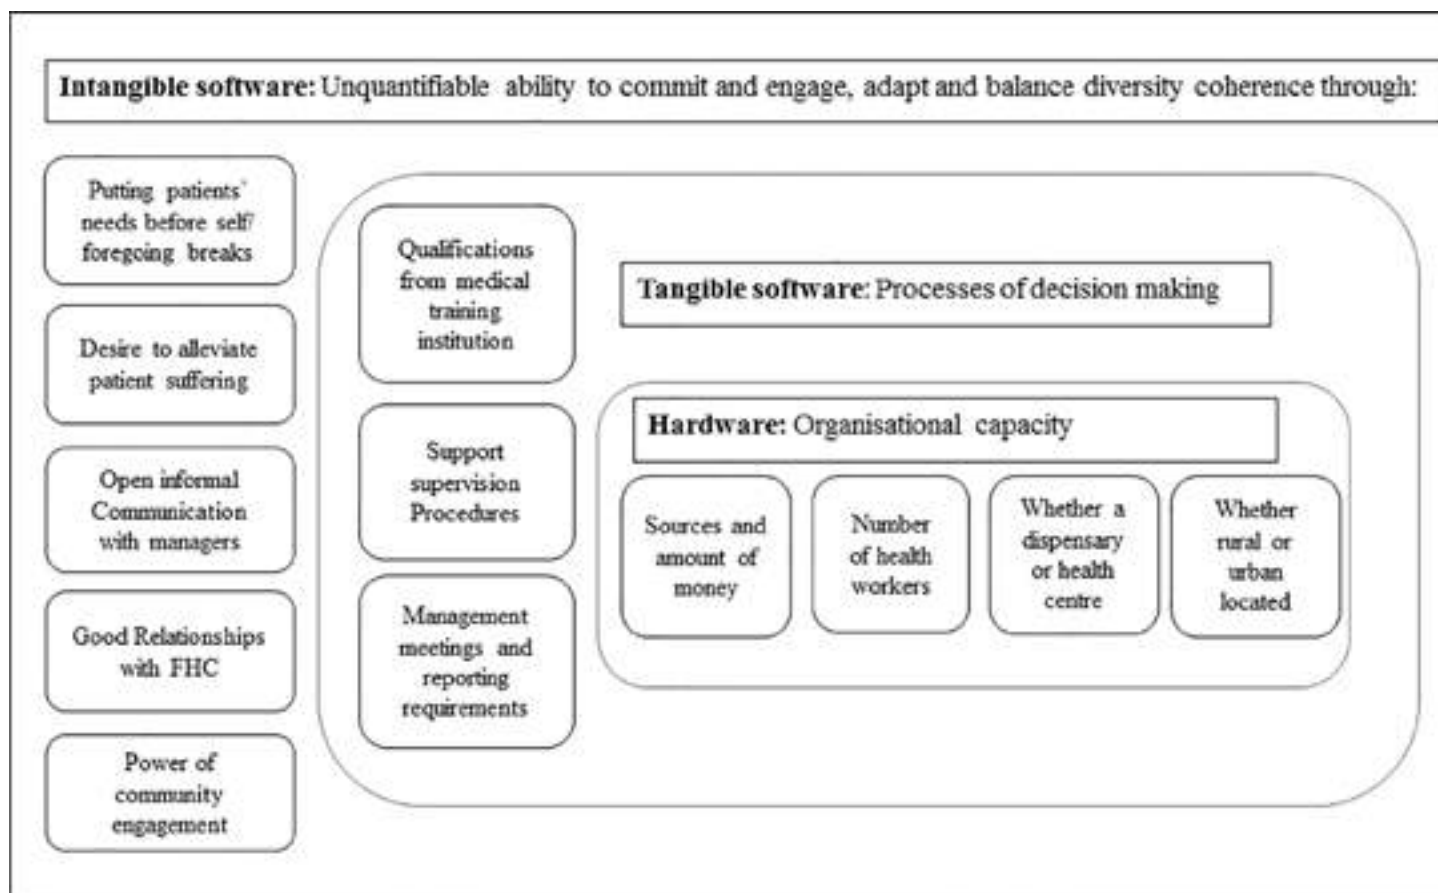 Intangible software: Unquantifiable ability to commit and engage, adapt and balance diversity coherence through:
Putting patients'
needs before self/
foregoing breaks
Desire to alleviate
patient suffering
Open informal
Communication
with managers
Good Relationships
with FHC
Power of
community
engagement
Qualifications
from medical
training
institution
Support
supervision
Procedures
Management
meetings and
reporting
requirements
Tangible software: Processes of decision making
Hardware: Organisational capacity
Sources and
amount of
money
Number
of health
workers
Whether a
dispensary
or health
centre
Whether
rural or
urban
located